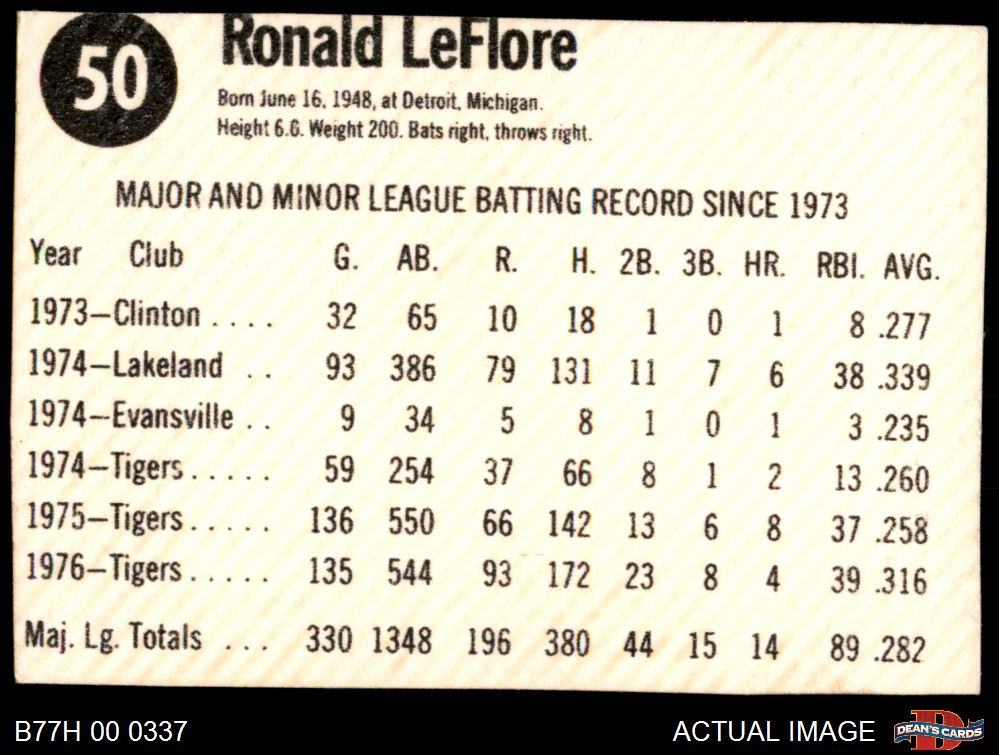 50
Ronald LeFlore
Born June 16, 1948, at Detroit, Michigan.
Height 6.6. Weight 200. Bats right, throws right.
MAJOR AND MINOR LEAGUE BATTING RECORD SINCE 1973
Year Club G. AB. R. H. 2B. 3B. HR. RBI. AVG.
1973—Clinton .... 32 65 10 18 1 0 1 8 .277
1974—Lakeland .. 93 386 79 131 11 7 6 38 .339
1974—Evansville .. 9 34 5 8 1 0 1 3 .235
1974—Tigers ..... 59 254 37 66 8 1 2 13 .260
1975—Tigers ..... 136 550 66 142 13 6 8 37 .258
1976—Tigers ..... 135 544 93 172 23 8 4 39 .316
Maj. Lg. Totals ... 330 1348 196 380 44 15 14 89 .282
B77H 00 0337 ACTUAL IMAGE DEAN'S CARDS